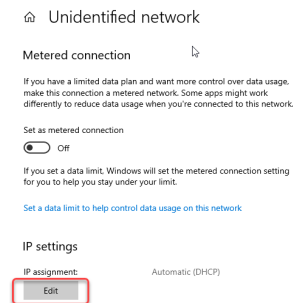 Unidentified network
Metered connection
If you have a limited data plan and want more control over data usage,
make this connection a metered network. Some apps might work
differently to reduce data usage when you're connected to this network.
Set as metered connection
Off
If you set a data limit, Windows will set the metered connection setting
for you to help you stay under your limit.
Set a data limit to help control data usage on this network
IP settings
IP assignment: Automatic (DHCP)
Edit